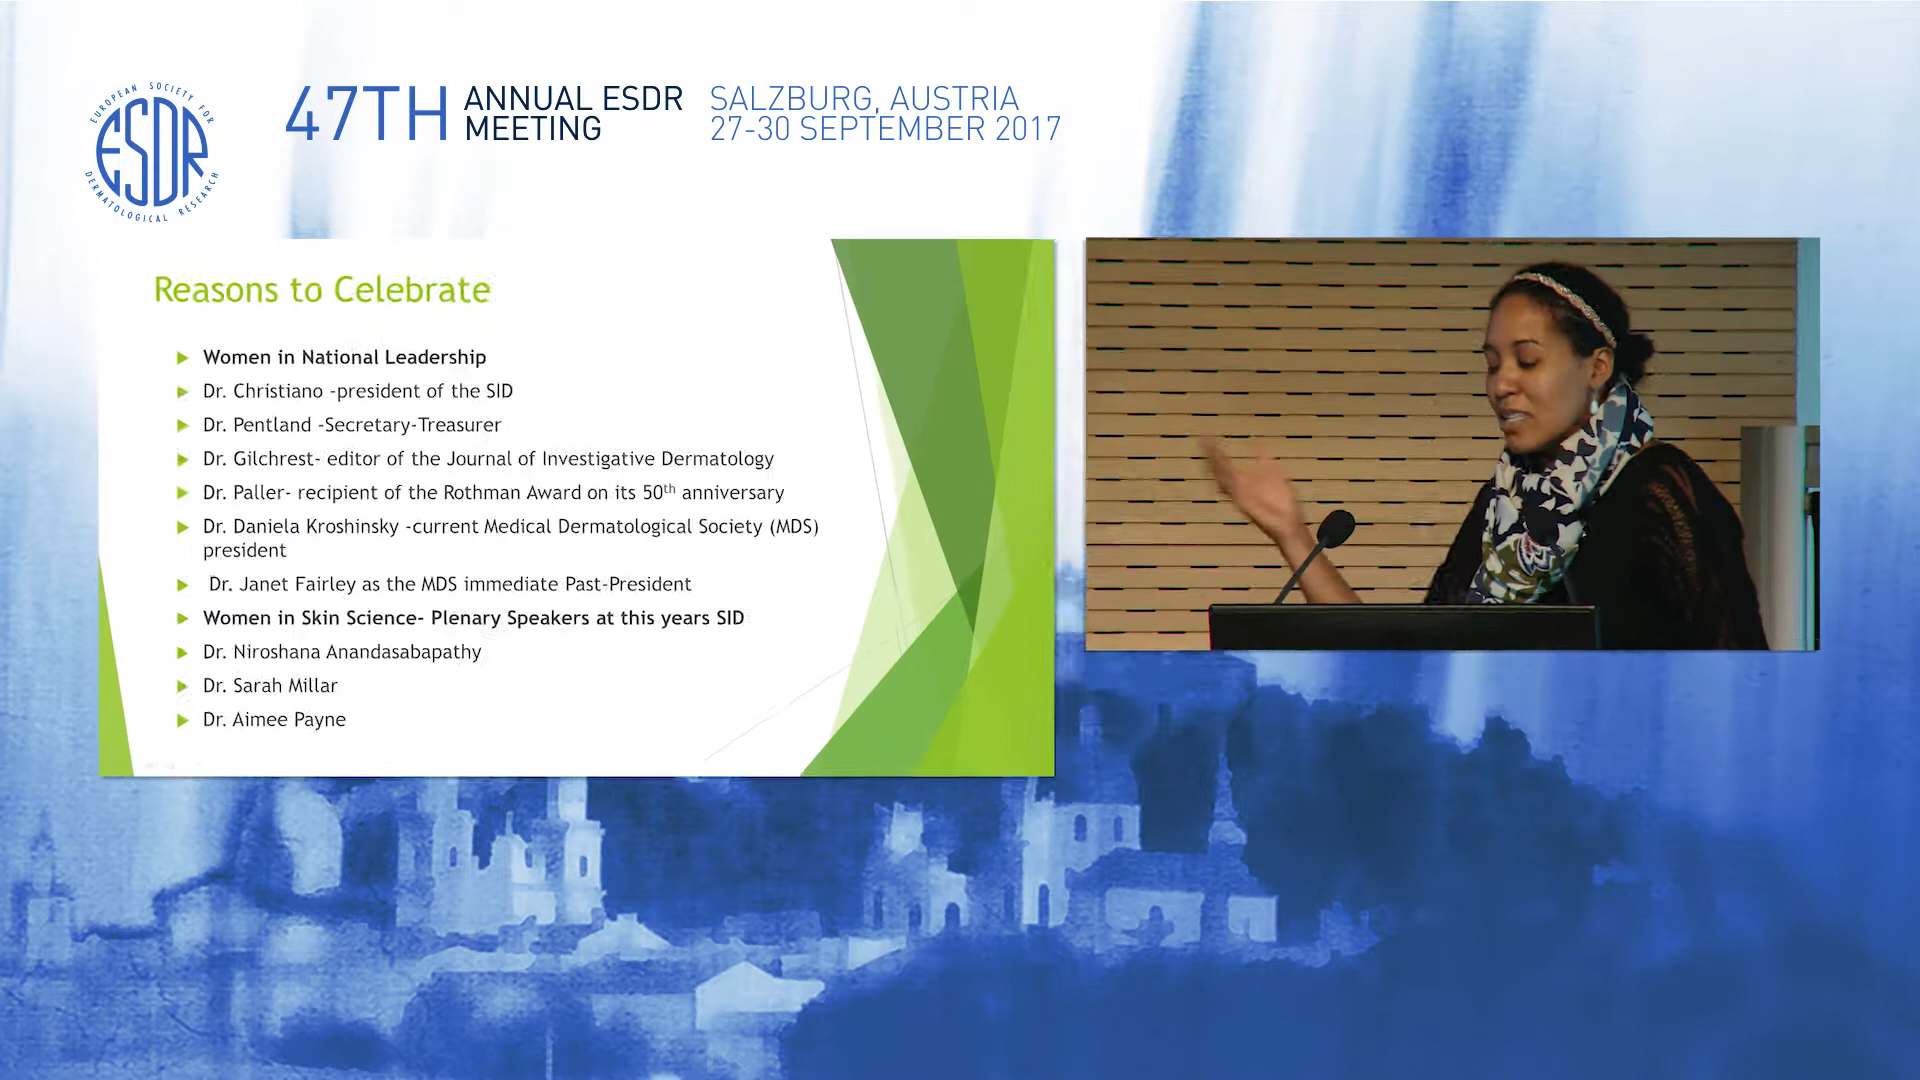 EUROPEAN SOCIETY FOR
ESDR
DERMATOLOGICAL RESEARCH
47TH ANNUAL ESDR MEETING
SALZBURG, AUSTRIA
27-30 SEPTEMBER 2017
Reasons to Celebrate
Women in National Leadership
Dr. Christiano -president of the SID
Dr. Pentland -Secretary-Treasurer
Dr. Gilchrest- editor of the Journal of Investigative Dermatology
Dr. Paller- recipient of the Rothman Award on its 50th anniversary
Dr. Daniela Kroshinsky -current Medical Dermatological Society (MDS)
president
Dr. Janet Fairley as the MDS immediate Past-President
Women in Skin Science- Plenary Speakers at this years SID
Dr. Niroshana Anandasabapathy
Dr. Sarah Millar
Dr. Aimee Payne